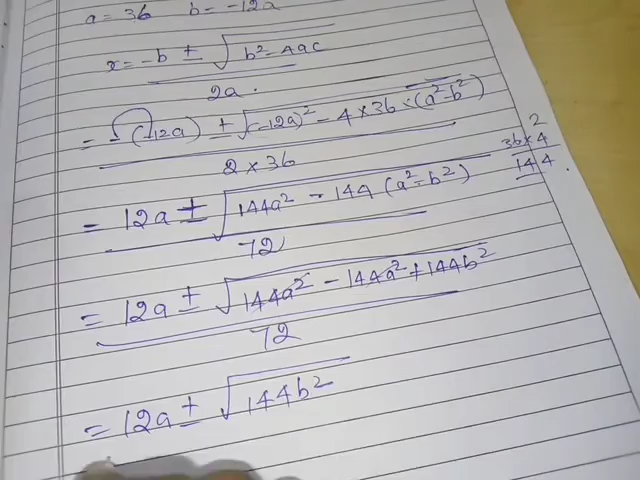 a = 36 b = -12a
x = -b ± √b² - 4ac
2a.
= -(-12a) ± √(-12a)² - 4 × 36 × (a² - b²)
2 × 36
2
36 × 4
144.
= 12a ± √144a² - 144 (a² - b²)
72
= 12a ± √144a² - 144a² + 144b²
72
= 12a ± √144b²